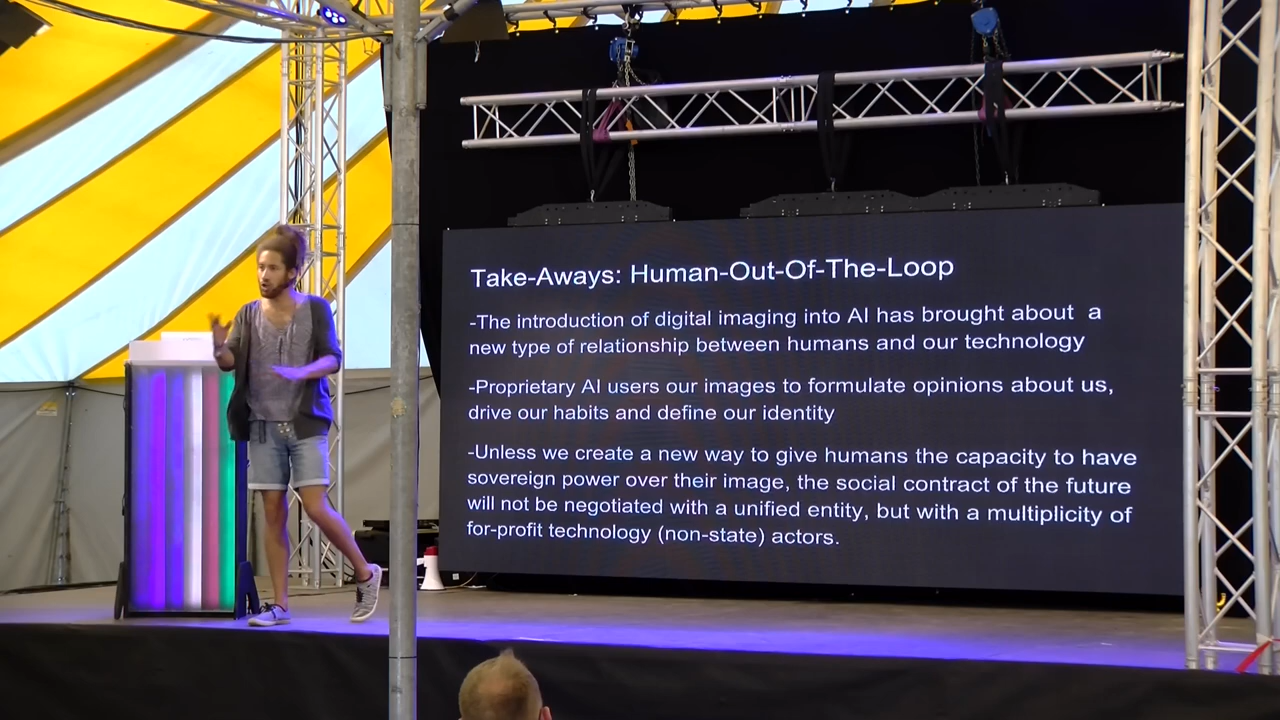 Take-Aways: Human-Out-Of-The-Loop
-The introduction of digital imaging into AI has brought about a
new type of relationship between humans and our technology
-Proprietary AI users our images to formulate opinions about us,
drive our habits and define our identity
-Unless we create a new way to give humans the capacity to have
sovereign power over their image, the social contract of the future
will not be negotiated with a unified entity, but with a multiplicity of
for-profit technology (non-state) actors.